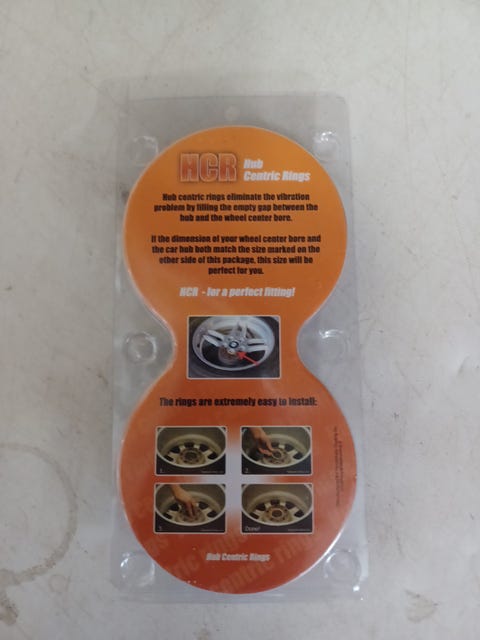 HCR Hub
Centric Rings
Hub centric rings eliminate the vibration
problem by filling the empty gap between the
hub and the wheel center bore.
If the dimension of your wheel center bore and
the car hub both match the size marked on the
other side of this package, this size will be
perfect for you.
HCR - for a perfect fitting!
The rings are extremely easy to install:
1.
2.
3.
Done!
Hub Centric Rings